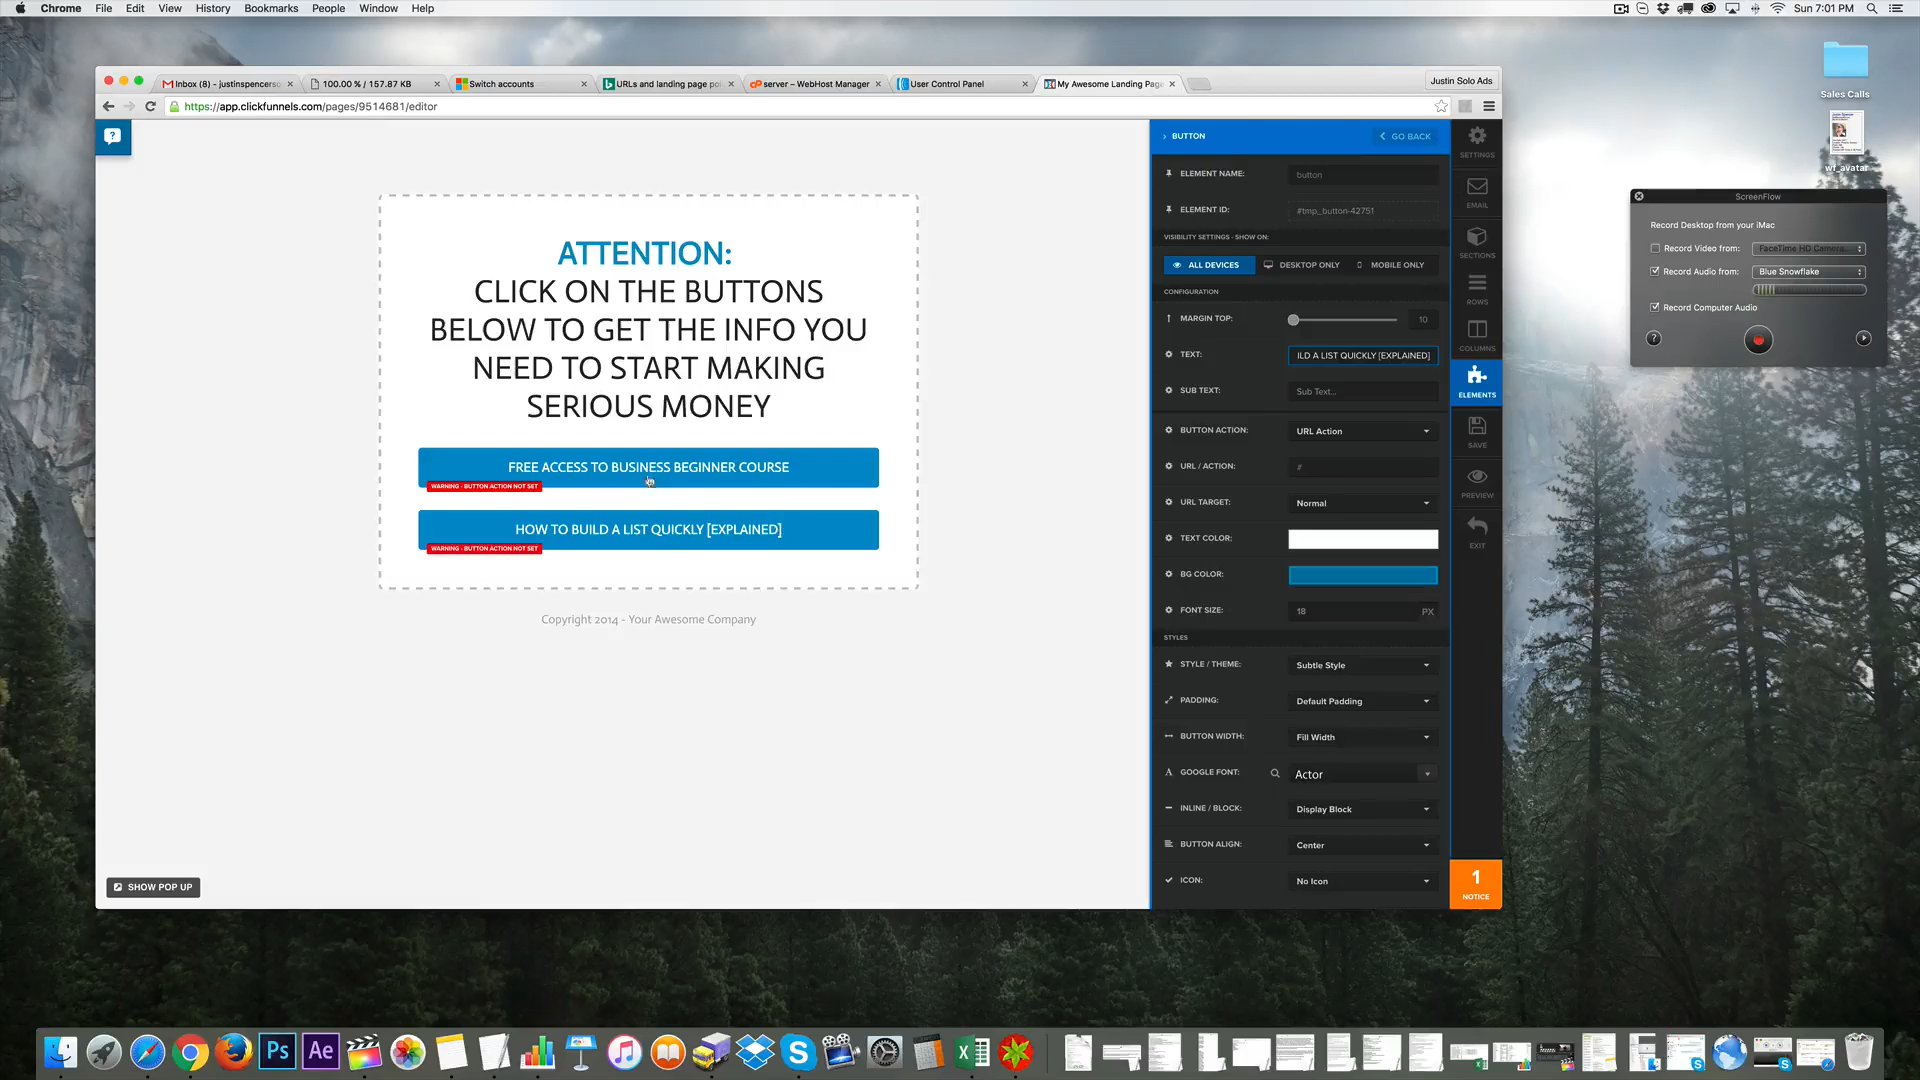 Chrome File Edit View History Bookmarks People Window Help
Sun 7:01 PM
Inbox (8) - justinspencers
100.00 % / 157.87 KB
Switch accounts
URLs and landing page pol
server – WebHost Manager
User Control Panel
My Awesome Landing Page
Justin Solo Ads
https://app.clickfunnels.com/pages/9514681/editor
Sales Calls
wf_avatar
ScreenFlow
Record Desktop from your iMac
Record Video from: FaceTime HD Camera...
Record Audio from: Blue Snowflake
Record Computer Audio
?
ATTENTION:
CLICK ON THE BUTTONS
BELOW TO GET THE INFO YOU
NEED TO START MAKING
SERIOUS MONEY
FREE ACCESS TO BUSINESS BEGINNER COURSE
WARNING - BUTTON ACTION NOT SET
HOW TO BUILD A LIST QUICKLY [EXPLAINED]
WARNING - BUTTON ACTION NOT SET
Copyright 2014 - Your Awesome Company
SHOW POP UP
BUTTON
GO BACK
ELEMENT NAME: button
ELEMENT ID: #tmp_button-42751
VISIBILITY SETTINGS - SHOW ON:
ALL DEVICES DESKTOP ONLY MOBILE ONLY
CONFIGURATION
MARGIN TOP: 10
TEXT: ILD A LIST QUICKLY [EXPLAINED]
SUB TEXT: Sub Text...
BUTTON ACTION: URL Action
URL / ACTION: #
URL TARGET: Normal
TEXT COLOR:
BG COLOR:
FONT SIZE: 18 PX
STYLES
STYLE / THEME: Subtle Style
PADDING: Default Padding
BUTTON WIDTH: Fill Width
GOOGLE FONT: Actor
INLINE / BLOCK: Display Block
BUTTON ALIGN: Center
ICON: No Icon
SETTINGS
EMAIL
SECTIONS
ROWS
COLUMNS
ELEMENTS
SAVE
PREVIEW
EXIT
1
NOTICE
Ps
Ae